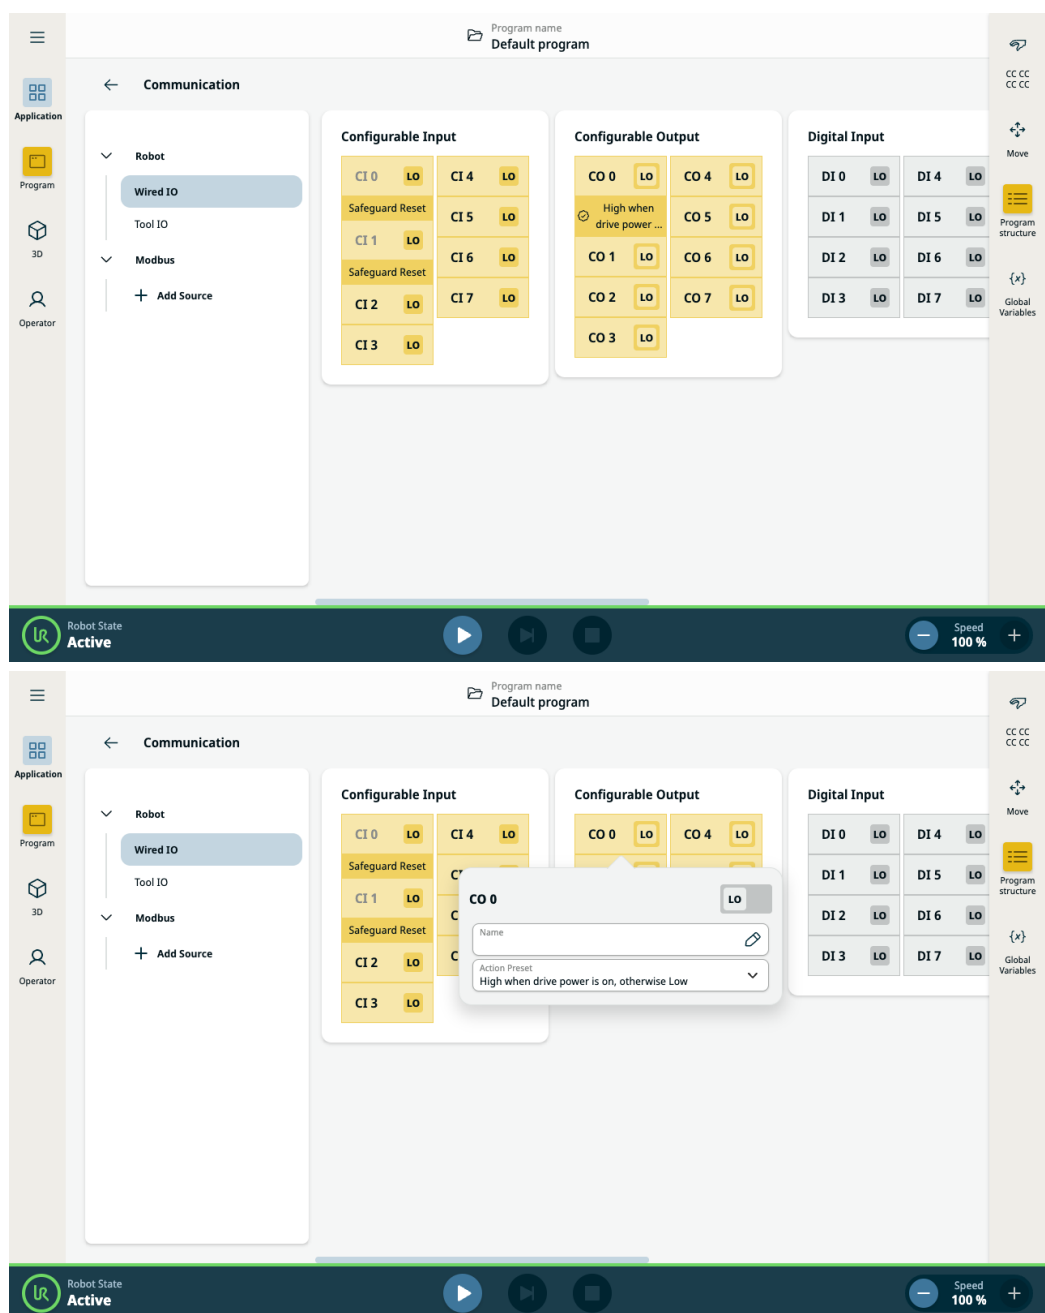 Program name
Default program
Application
Program
3D
Operator
Communication
Robot
Wired IO
Tool IO
Modbus
Add Source
Configurable Input
CI 0 LO CI 4 LO
Safeguard Reset
CI 5 LO
CI 1 LO
CI 6 LO
Safeguard Reset
CI 2 LO CI 7 LO
CI 3 LO
Configurable Output
CO 0 LO CO 4 LO
High when
drive power ...
CO 5 LO
CO 1 LO CO 6 LO
CO 2 LO CO 7 LO
CO 3 LO
Digital Input
DI 0 LO DI 4 LO
DI 1 LO DI 5 LO
DI 2 LO DI 6 LO
DI 3 LO DI 7 LO
CC CC
CC CC
Move
Program
structure
{x}
Global
Variables
UR
Robot State
Active
Speed
100 %
Program name
Default program
Application
Program
3D
Operator
Communication
Robot
Wired IO
Tool IO
Modbus
Add Source
Configurable Input
CI 0 LO CI 4 LO
Safeguard Reset
CI 1 LO
Safeguard Reset
CI 2 LO
CI 3 LO
Configurable Output
CO 0 LO CO 4 LO
CO 0 LO
Name
Action Preset
High when drive power is on, otherwise Low
Digital Input
DI 0 LO DI 4 LO
DI 1 LO DI 5 LO
DI 2 LO DI 6 LO
DI 3 LO DI 7 LO
CC CC
CC CC
Move
Program
structure
{x}
Global
Variables
UR
Robot State
Active
Speed
100 %